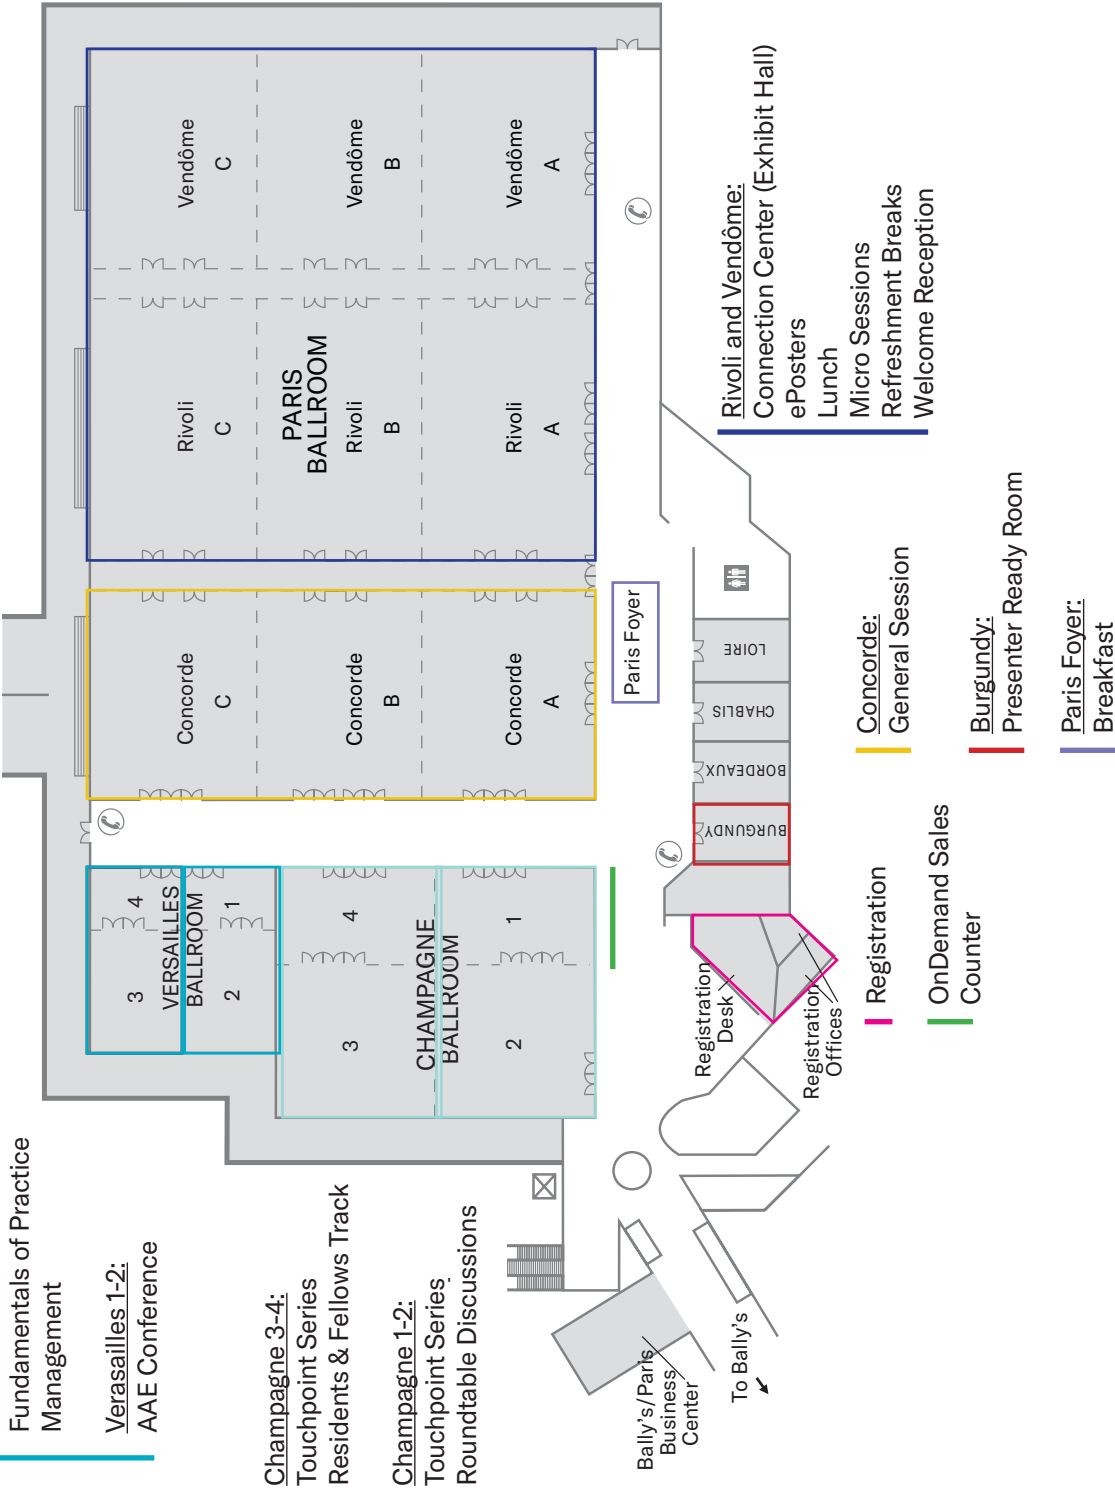 Fundamentals of Practice
Management
Verasailles 1-2:
AAE Conference
Champagne 3-4:
Touchpoint Series
Residents & Fellows Track
Champagne 1-2:
Touchpoint Series
Roundtable Discussions
3
4
VERSAILLES
BALLROOM
2
1
3
4
CHAMPAGNE
BALLROOM
2
1
Concorde
C
Concorde
B
Concorde
A
Rivoli
C
PARIS
BALLROOM
Rivoli
B
Rivoli
A
Vendôme
C
Vendôme
B
Vendôme
A
Paris Foyer
BURGUNDY
BORDEAUX
CHABLIS
LOIRE
Registration
Desk
Registration
Offices
Bally's/Paris
Business
Center
To Bally's
Registration
OnDemand Sales
Counter
Concorde:
General Session
Burgundy:
Presenter Ready Room
Paris Foyer:
Breakfast
Rivoli and Vendôme:
Connection Center (Exhibit Hall)
ePosters
Lunch
Micro Sessions
Refreshment Breaks
Welcome Reception